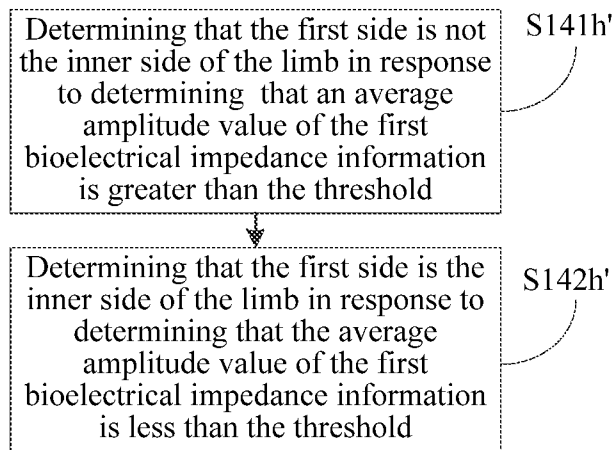 Determining that the first side is not
the inner side of the limb in response
to determining that an average
amplitude value of the first
bioelectrical impedance information
is greater than the threshold
S141h'
Determining that the first side is the
inner side of the limb in response to
determining that the average
amplitude value of the first
bioelectrical impedance information
is less than the threshold
S142h'